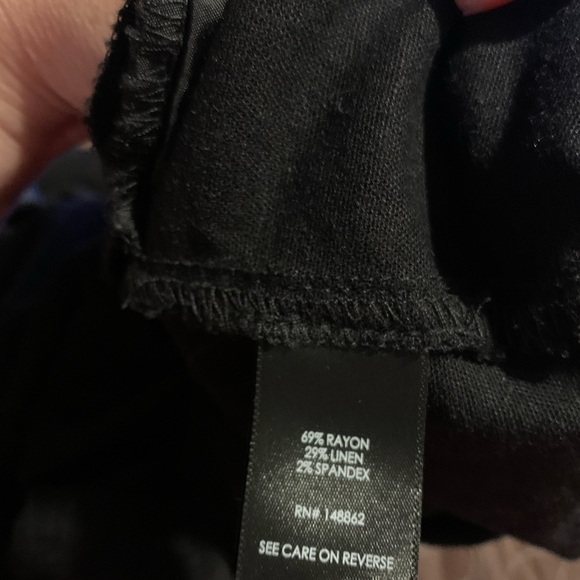 69% RAYON
29% LINEN
2% SPANDEX
RN# 148862
SEE CARE ON REVERSE